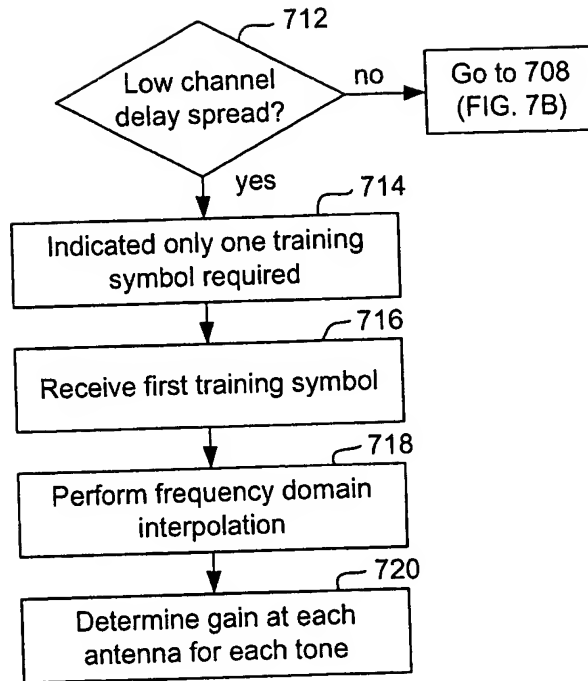 712
Low channel
delay spread?
no
Go to 708
(FIG. 7B)
yes
714
Indicated only one training
symbol required
716
Receive first training symbol
718
Perform frequency domain
interpolation
720
Determine gain at each
antenna for each tone